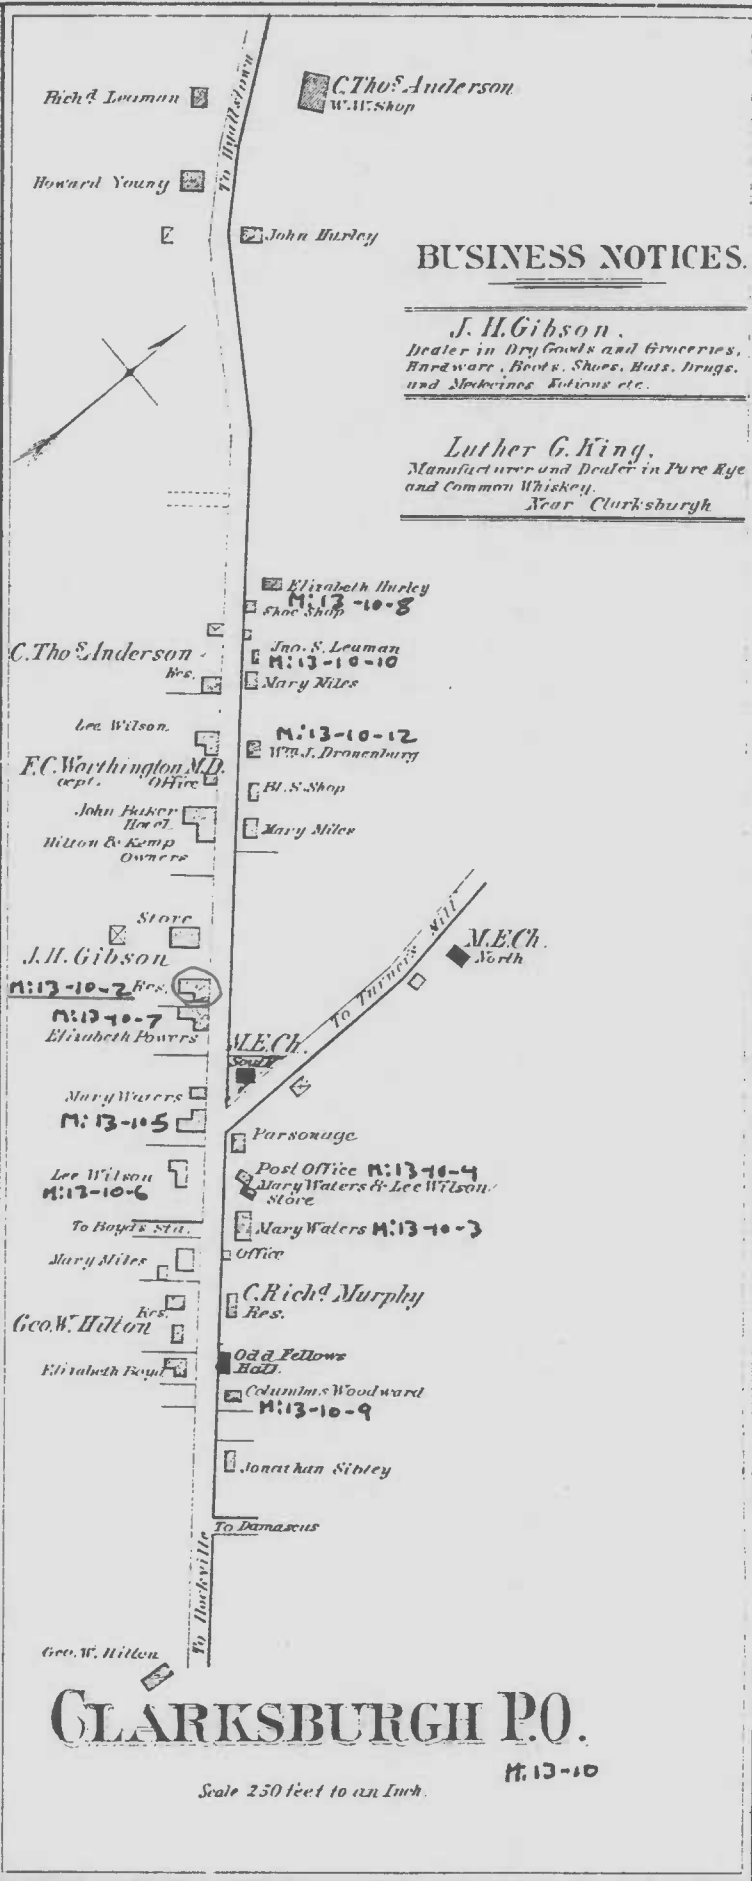 Richd Leaman
C. Thos Anderson
W.W. Shop
To Hyattstown
Howard Young
John Hurley
BUSINESS NOTICES.
J. H. Gibson.
Dealer in Dry Goods and Groceries,
Hardware, Boots, Shoes, Hats, Drugs,
and Medecines Notions etc.
Luther G. King,
Manufacturer and Dealer in Pure Rye
and Common Whiskey.
Near Clarksburgh
Elizabeth Hurley
M:13-10-8
Shoe Shop
C. Thos Anderson
Res.
Jno. S. Leaman
M:13-10-10
Mary Miles
Lee Wilson
M:13-10-12
Wm. J. Dronenburg
F.C. Worthington M.D.
Office
Bl. S. Shop
John Baker
Hotel
Hilton & Kemp
Owners
Mary Miles
Store
J. H. Gibson
M:13-10-2 Res.
M:13-10-7
Elizabeth Powers
To Turners Mill
M.E.Ch.
North
M.E.Ch.
South
Mary Waters
M:13-10-5
Parsonage
Lee Wilson
M:13-10-6
Post Office M:13-10-4
Mary Waters & Lee Wilson
Store
Mary Waters M:13-10-3
To Boyds Sta.
Office
Mary Miles
Res.
Geo. W. Hilton
C. Richd Murphy
Res.
Elizabeth Boyd
Odd Fellows
Hall.
Columbus Woodward
M:13-10-9
Jonathan Sibley
To Damascus
To Rockville
Geo. W. Hilton
CLARKSBURGH P.O.
M:13-10
Scale 250 feet to an Inch.